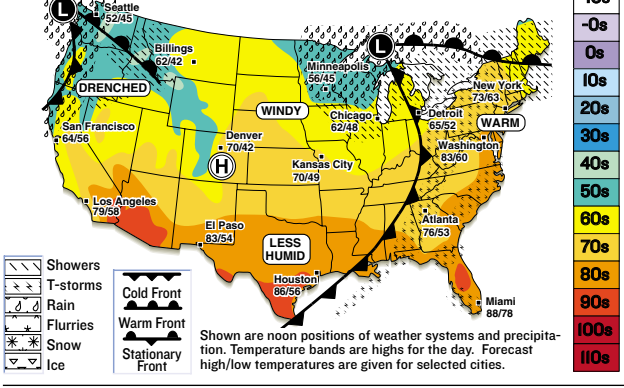 L
Seattle
52/45
Billings
62/42
DRENCHED
San Francisco
64/56
Los Angeles
79/58
Denver
70/42
H
El Paso
83/54
WINDY
Minneapolis
56/45
L
Chicago
62/48
Kansas City
70/49
LESS
HUMID
Houston
86/56
Detroit
65/52
New York
73/63
WARM
Washington
83/60
Atlanta
76/53
Miami
88/78
Showers
T-storms
Rain
Flurries
Snow
Ice
Cold Front
Warm Front
Stationary
Front
Shown are noon positions of weather systems and precipita-
tion. Temperature bands are highs for the day. Forecast
high/low temperatures are given for selected cities.
-0s
0s
10s
20s
30s
40s
50s
60s
70s
80s
90s
100s
110s